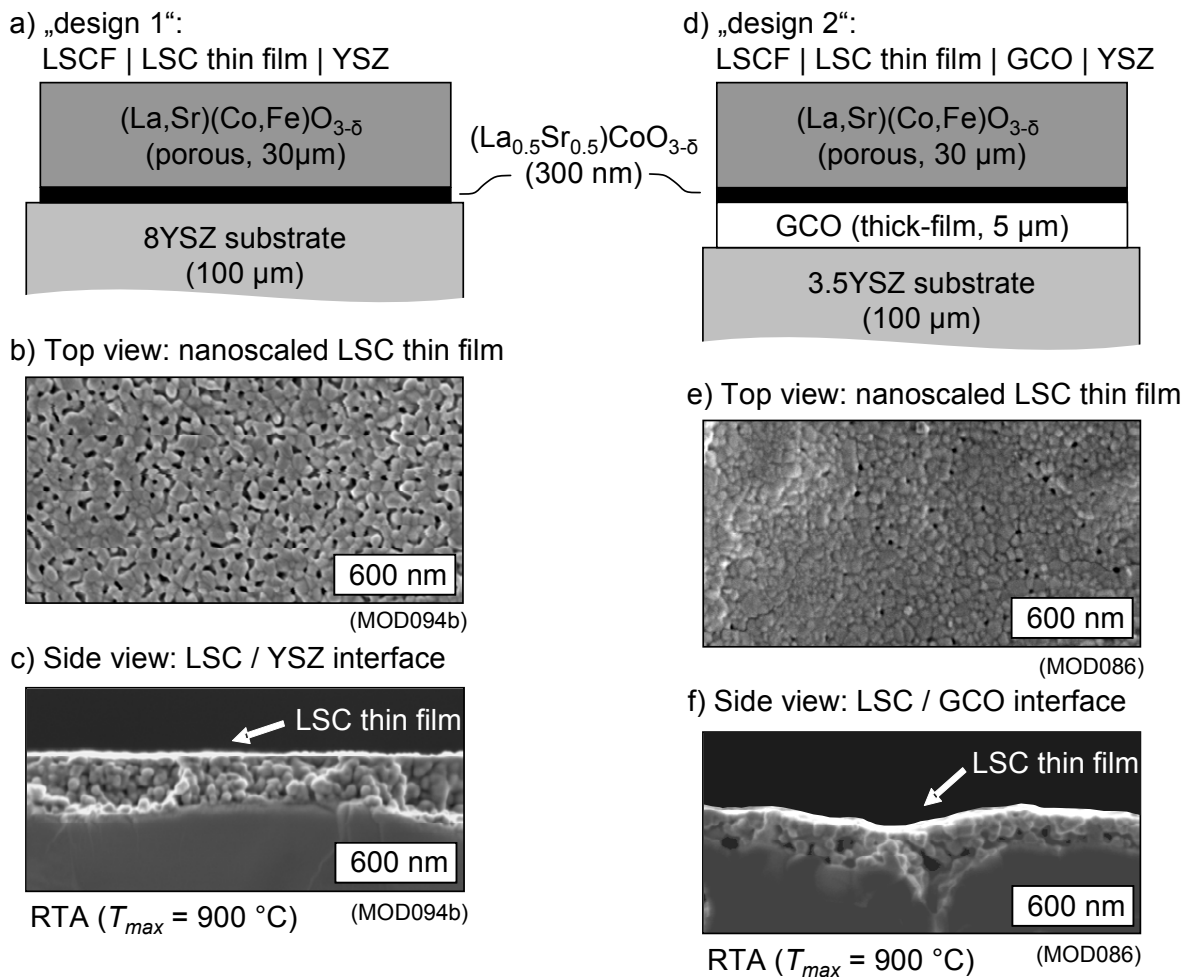 a) „design 1“:
LSCF | LSC thin film | YSZ
(La,Sr)(Co,Fe)O3-δ
(porous, 30µm)
8YSZ substrate
(100 µm)
(La0.5Sr0.5)CoO3-δ
(300 nm)
d) „design 2“:
LSCF | LSC thin film | GCO | YSZ
(La,Sr)(Co,Fe)O3-δ
(porous, 30 µm)
GCO (thick-film, 5 µm)
3.5YSZ substrate
(100 µm)
b) Top view: nanoscaled LSC thin film
600 nm
(MOD094b)
c) Side view: LSC / YSZ interface
LSC thin film
600 nm
RTA (Tmax = 900 °C)
(MOD094b)
e) Top view: nanoscaled LSC thin film
600 nm
(MOD086)
f) Side view: LSC / GCO interface
LSC thin film
600 nm
RTA (Tmax = 900 °C)
(MOD086)